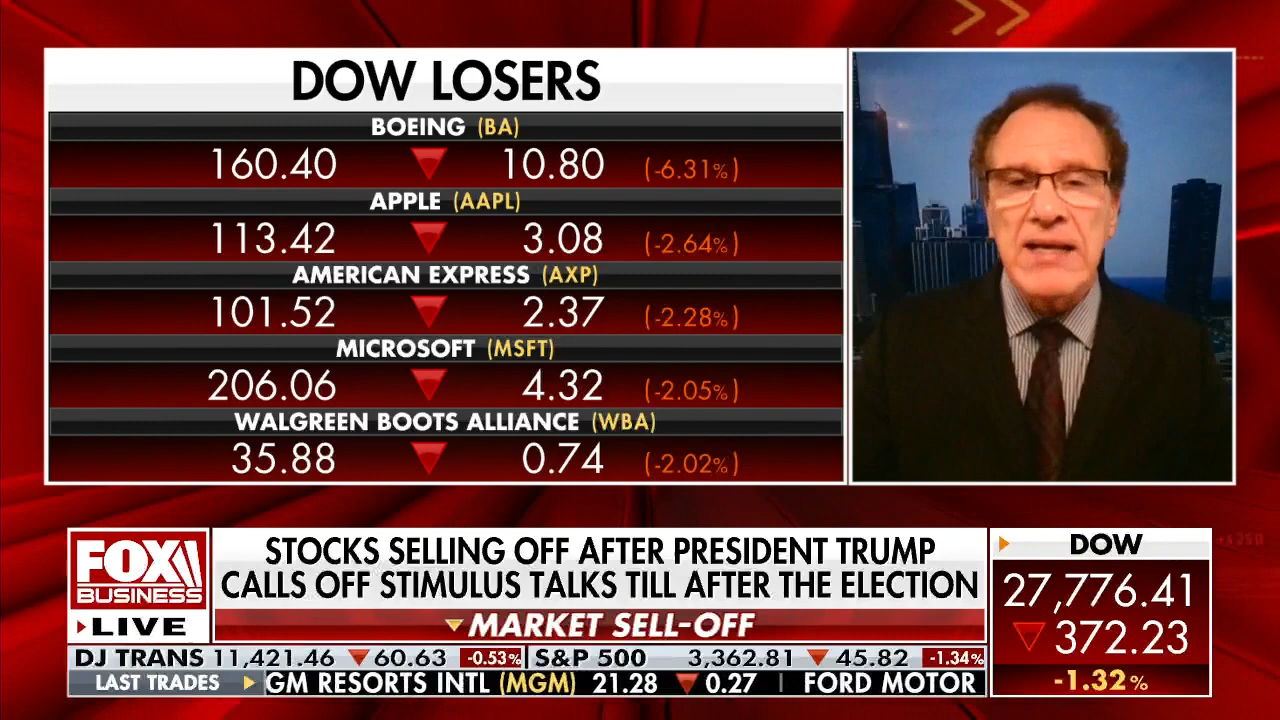 DOW LOSERS
BOEING (BA)
160.40 ▼ 10.80 (-6.31%)
APPLE (AAPL)
113.42 ▼ 3.08 (-2.64%)
AMERICAN EXPRESS (AXP)
101.52 ▼ 2.37 (-2.28%)
MICROSOFT (MSFT)
206.06 ▼ 4.32 (-2.05%)
WALGREEN BOOTS ALLIANCE (WBA)
35.88 ▼ 0.74 (-2.02%)
FOX
BUSINESS
LIVE
STOCKS SELLING OFF AFTER PRESIDENT TRUMP
CALLS OFF STIMULUS TALKS TILL AFTER THE ELECTION
MARKET SELL-OFF
DOW
27,776.41
▼ 372.23
-1.32%
DJ TRANS 11,421.46 ▼ 60.63 -0.53% S&P 500 3,362.81 ▼ 45.82 -1.34%
LAST TRADES GM RESORTS INTL (MGM) 21.28 ▼ 0.27 | FORD MOTOR